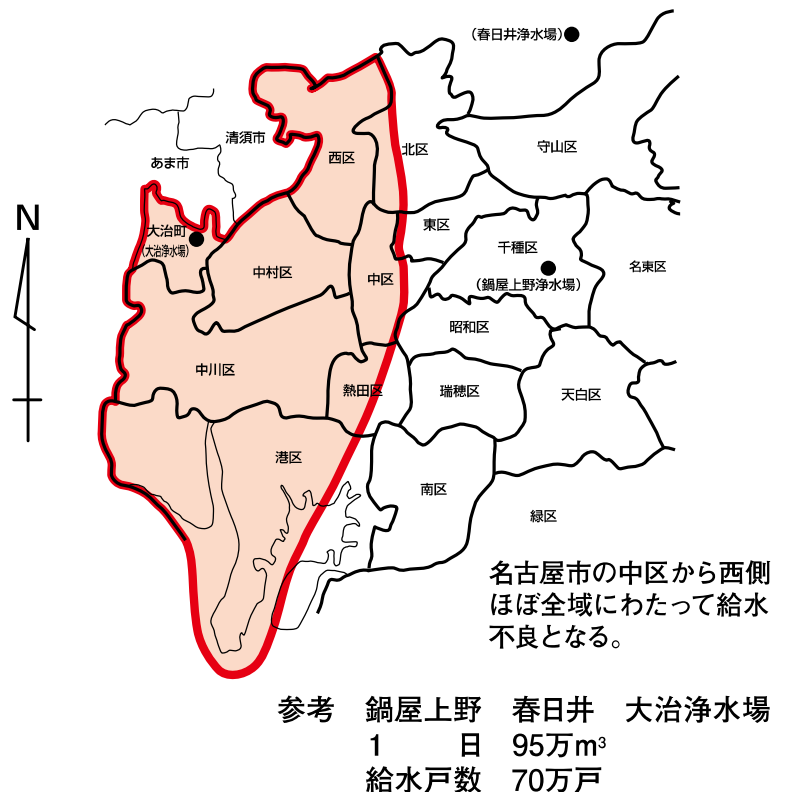 （春日井浄水場）
清須市
あま市
西区
北区
守山区
N
大治町
（大治浄水場）
東区
千種区
（鍋屋上野浄水場）
名東区
中村区
中区
昭和区
中川区
熱田区
瑞穂区
天白区
港区
南区
緑区
名古屋市の中区から西側
ほぼ全域にわたって給水
不良となる。
参考 鍋屋上野 春日井 大治浄水場
1 日 95万m³
給水戸数 70万戸